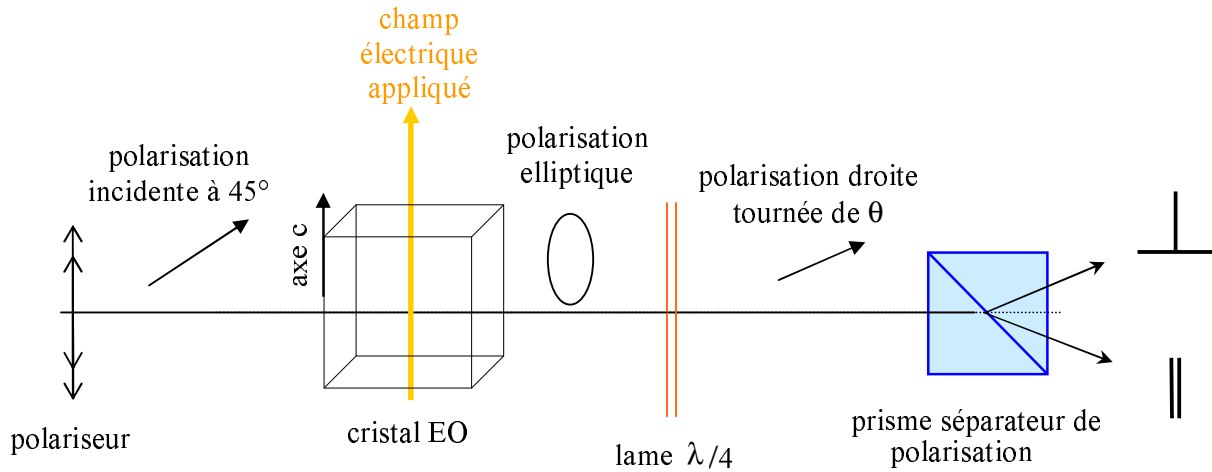 champ
électrique
appliqué
polarisation
incidente à 45°
polarisation
elliptique
polarisation droite
tournée de θ
axe c
polariseur
cristal EO
lame λ/4
prisme séparateur de
polarisation